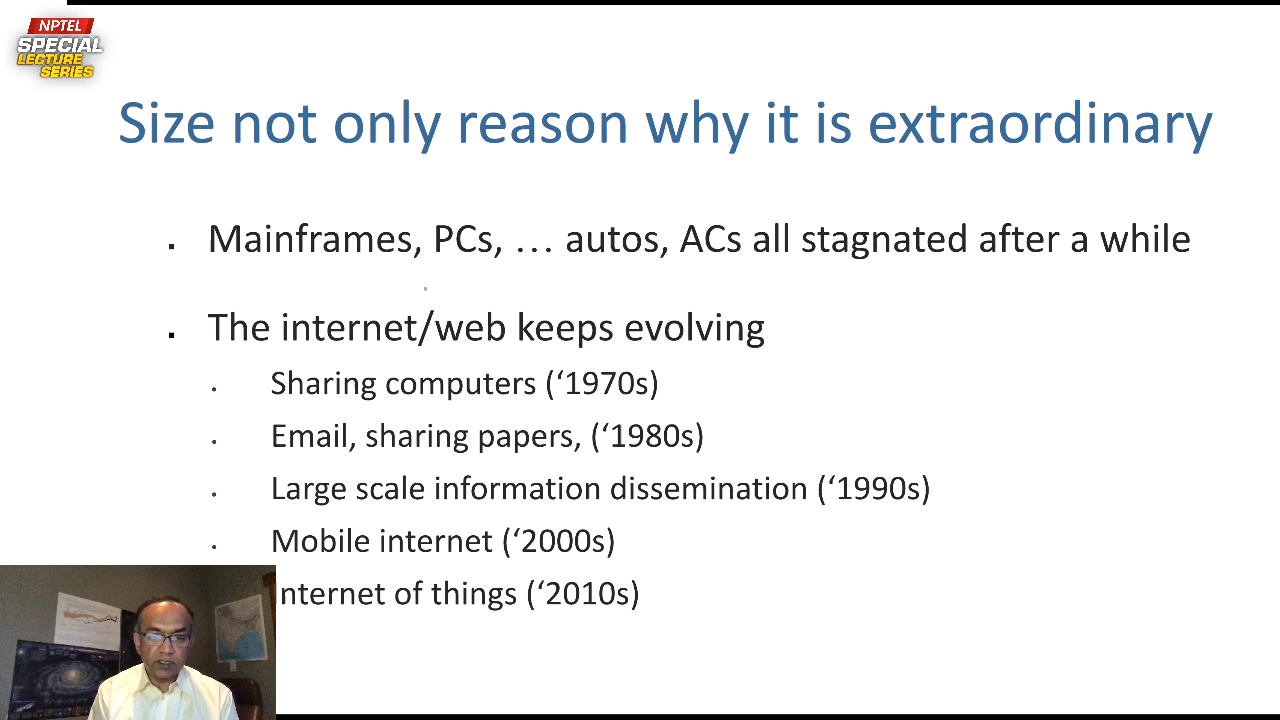 NPTEL
SPECIAL
LECTURE
SERIES
Size not only reason why it is extraordinary
▪ Mainframes, PCs, … autos, ACs all stagnated after a while
▪ The internet/web keeps evolving
• Sharing computers (‘1970s)
• Email, sharing papers, (‘1980s)
• Large scale information dissemination (‘1990s)
• Mobile internet (‘2000s)
nternet of things (‘2010s)